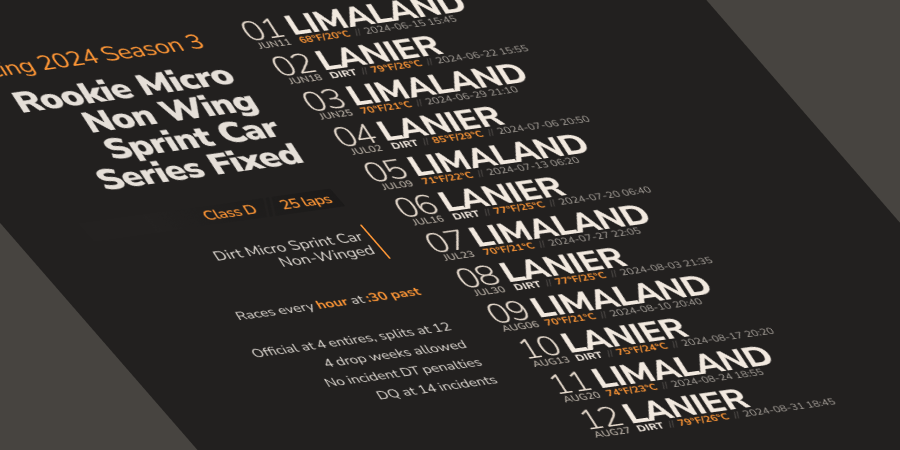 ing 2024 Season 3
Rookie Micro
Non Wing
Sprint Car
Series Fixed
Class D // 25 laps
Dirt Micro Sprint Car
Non-Winged
Races every hour at :30 past
Official at 4 entires, splits at 12
4 drop weeks allowed
No incident DT penalties
DQ at 14 incidents
01 LIMALAND
JUN11 68°F/20°C // 2024-06-15 15:45
02 LANIER
JUN18 DIRT // 79°F/26°C // 2024-06-22 15:55
03 LIMALAND
JUN25 70°F/21°C // 2024-06-29 21:10
04 LANIER
JUL02 DIRT // 85°F/29°C // 2024-07-06 20:50
05 LIMALAND
JUL09 71°F/22°C // 2024-07-13 06:20
06 LANIER
JUL16 DIRT // 77°F/25°C // 2024-07-20 06:40
07 LIMALAND
JUL23 70°F/21°C // 2024-07-27 22:05
08 LANIER
JUL30 DIRT // 77°F/25°C // 2024-08-03 21:35
09 LIMALAND
AUG06 70°F/21°C // 2024-08-10 20:40
10 LANIER
AUG13 DIRT // 75°F/24°C // 2024-08-17 20:20
11 LIMALAND
AUG20 74°F/23°C // 2024-08-24 18:55
12 LANIER
AUG27 DIRT // 79°F/26°C // 2024-08-31 18:45